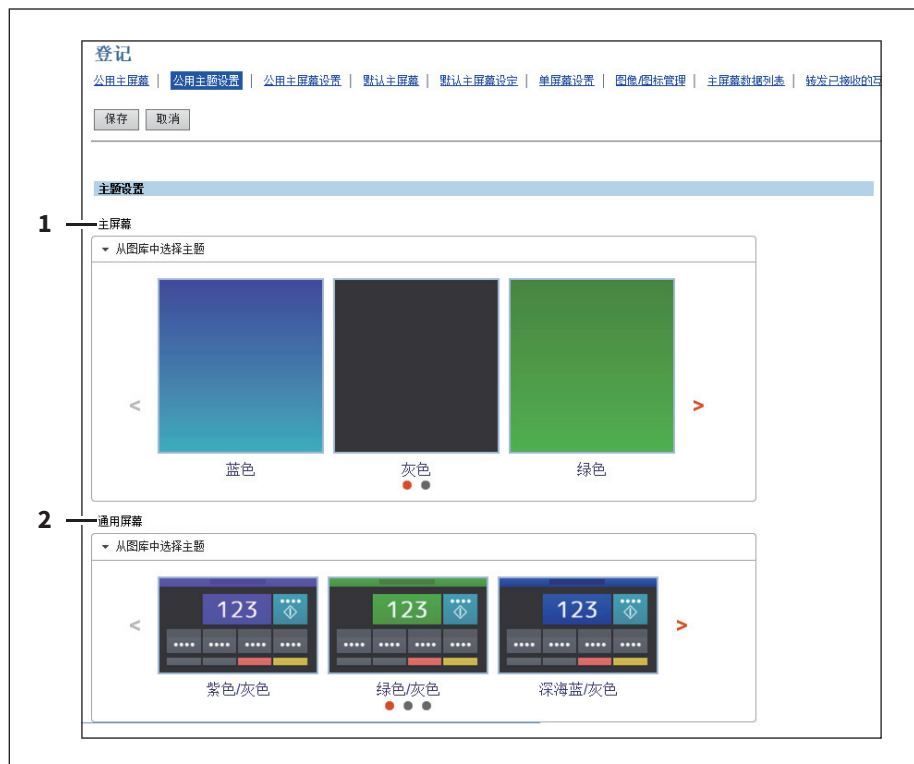 登记
公用主屏幕 | 公用主题设置 | 公用主屏幕设置 | 默认主屏幕 | 默认主屏幕设定 | 单屏幕设置 | 图像/图标管理 | 主屏幕数据列表 | 转发已接收的互
保存 取消
主题设置
1 主屏幕
从图库中选择主题
< >
蓝色 灰色 绿色
2 通用屏幕
从图库中选择主题
123 123 123
< >
紫色/灰色 绿色/灰色 深海蓝/灰色